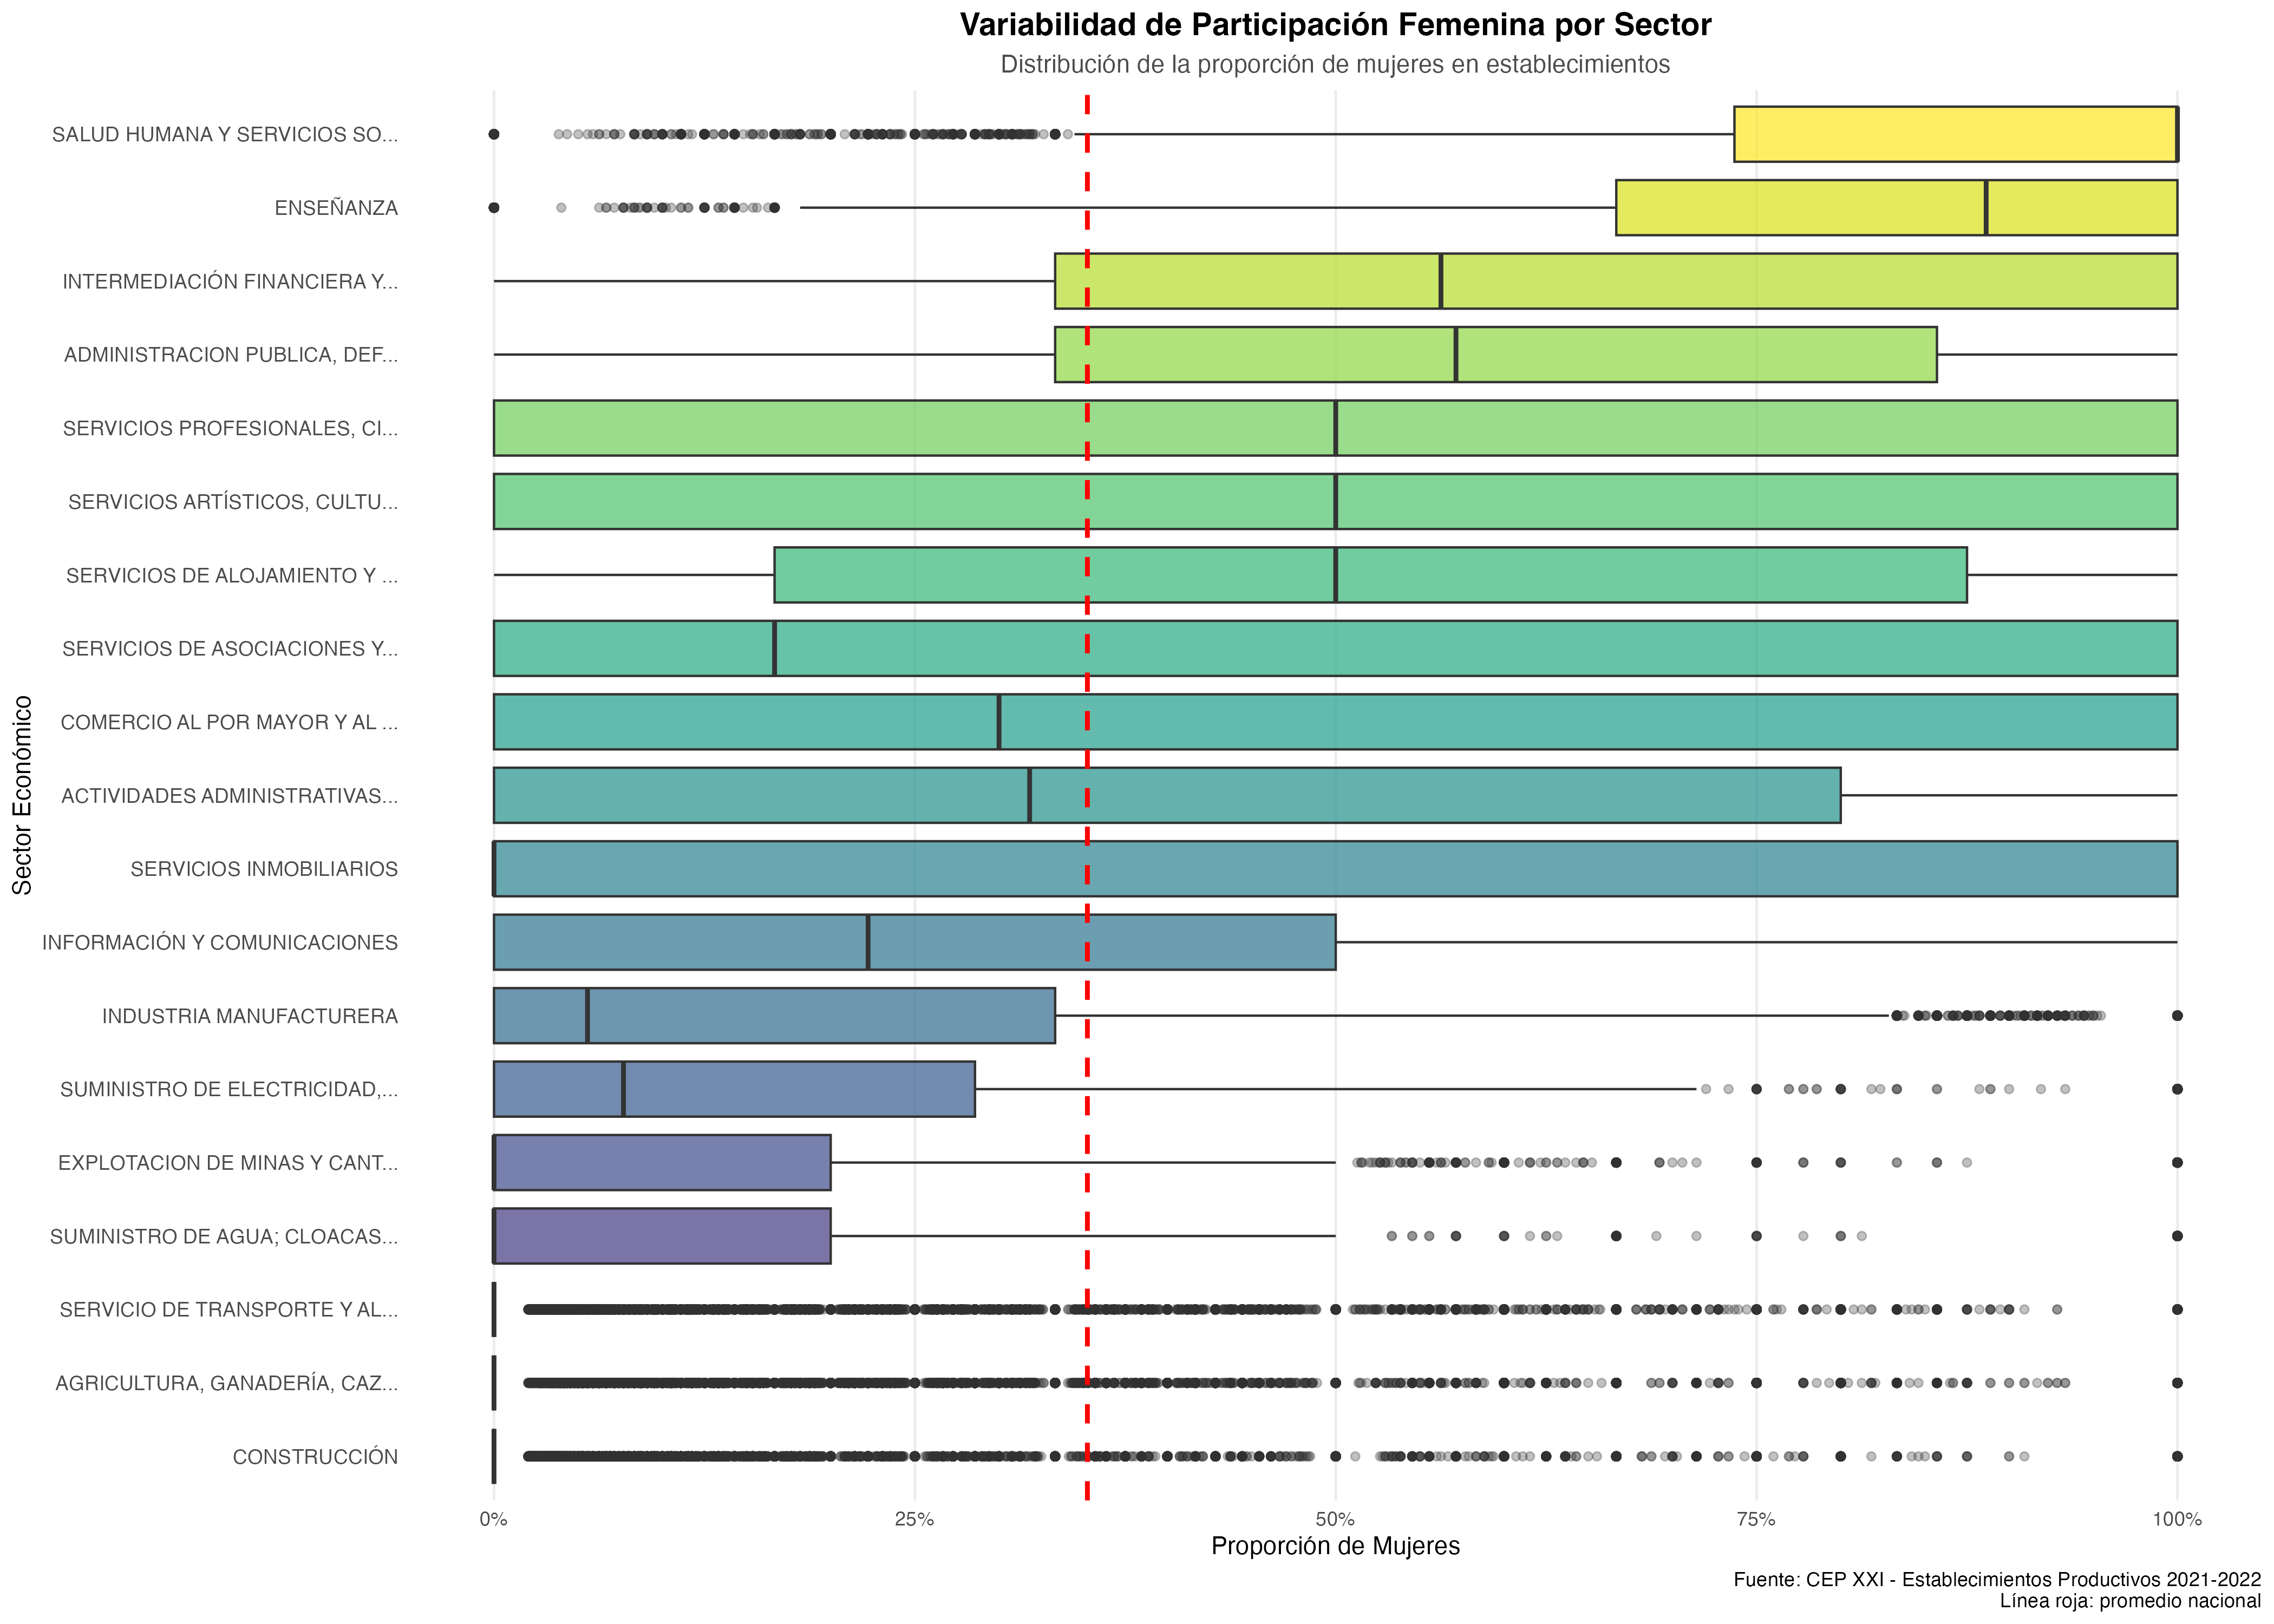 Variabilidad de Participación Femenina por Sector
Distribución de la proporción de mujeres en establecimientos
Sector Económico
SALUD HUMANA Y SERVICIOS SO...
ENSEÑANZA
INTERMEDIACIÓN FINANCIERA Y...
ADMINISTRACION PUBLICA, DEF...
SERVICIOS PROFESIONALES, CI...
SERVICIOS ARTÍSTICOS, CULTU...
SERVICIOS DE ALOJAMIENTO Y ...
SERVICIOS DE ASOCIACIONES Y...
COMERCIO AL POR MAYOR Y AL ...
ACTIVIDADES ADMINISTRATIVAS...
SERVICIOS INMOBILIARIOS
INFORMACIÓN Y COMUNICACIONES
INDUSTRIA MANUFACTURERA
SUMINISTRO DE ELECTRICIDAD,...
EXPLOTACION DE MINAS Y CANT...
SUMINISTRO DE AGUA; CLOACAS...
SERVICIO DE TRANSPORTE Y AL...
AGRICULTURA, GANADERÍA, CAZ...
CONSTRUCCIÓN
0% 25% 50% 75% 100%
Proporción de Mujeres
Fuente: CEP XXI - Establecimientos Productivos 2021-2022
Línea roja: promedio nacional